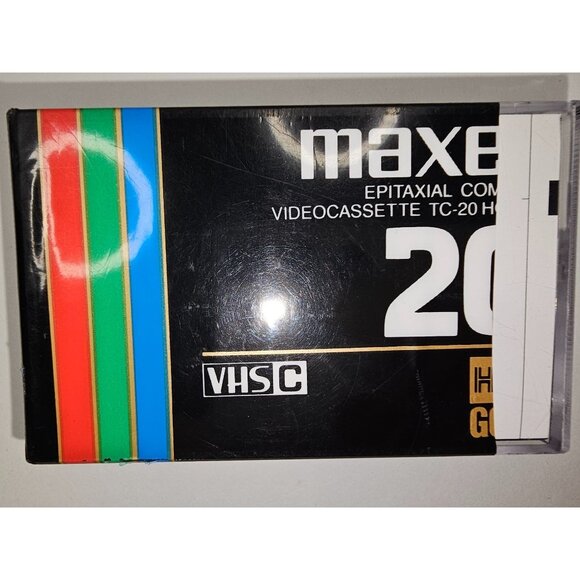 maxe
EPITAXIAL COM
VIDEOCASSETTE TC-20 H
20
VHS C
H
G